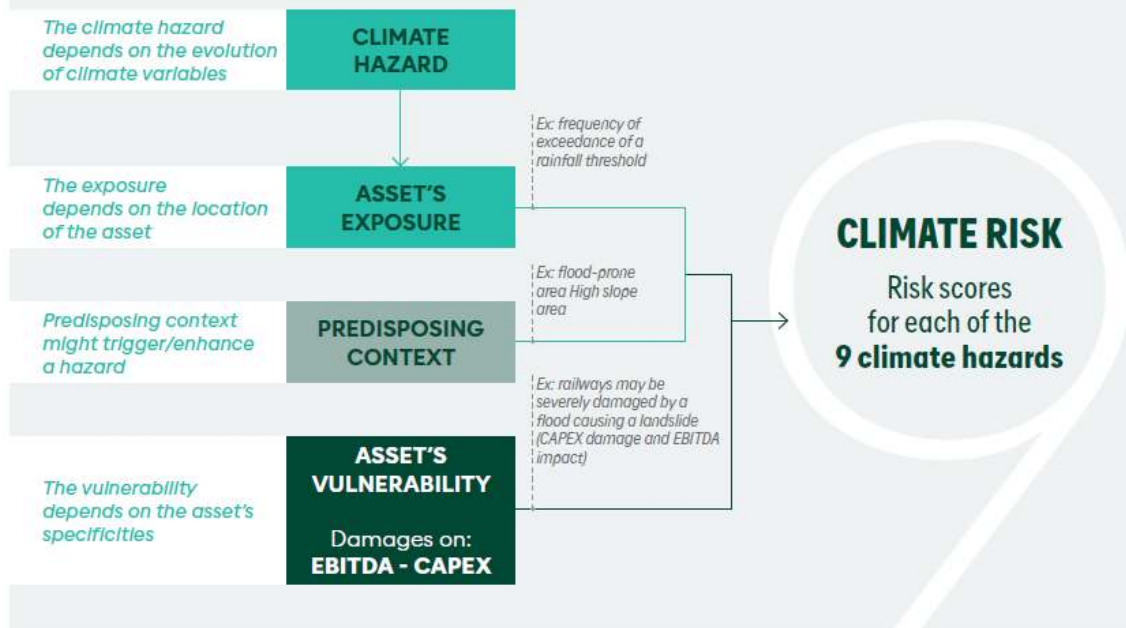 The climate hazard
depends on the evolution
of climate variables
CLIMATE
HAZARD
Ex: frequency of
exceedance of a
rainfall threshold
The exposure
depends on the location
of the asset
ASSET'S
EXPOSURE
Ex: flood-prone
area High slope
area
Predisposing context
might trigger/enhance
a hazard
PREDISPOSING
CONTEXT
Ex: railways may be
severely damaged by a
flood causing a landslide
(CAPEX damage and EBITDA
impact)
The vulnerability
depends on the asset's
specificities
ASSET'S
VULNERABILITY
Damages on:
EBITDA - CAPEX
CLIMATE RISK
Risk scores
for each of the
9 climate hazards
9